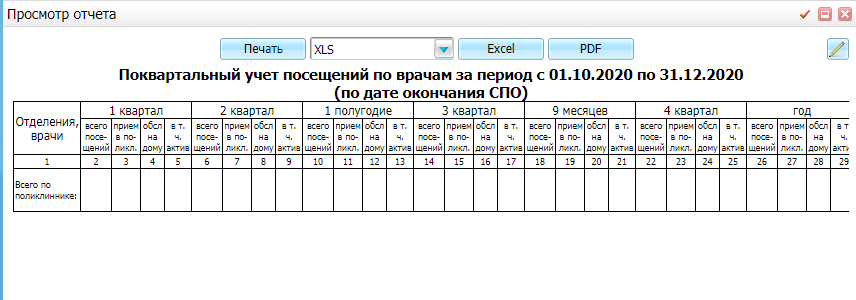 Просмотр отчета
Печать XLS Excel PDF
Поквартальный учет посещений по врачам за период с 01.10.2020 по 31.12.2020
(по дате окончания СПО)
Отделения, врачи 1 квартал 2 квартал 1 полугодие 3 квартал 9 месяцев 4 квартал год
всего посе-щений прием в по-ликл. обсл на дому в т. ч. актив всего посе-щений прием в по-ликл. обсл на дому в т. ч. актив всего посе-щений прием в по-ликл. обсл на дому в т. ч. актив всего посе-щений прием в по-ликл. обсл на дому в т. ч. актив всего посе-щений прием в по-ликл. обсл на дому в т. ч. актив всего посе-щений прием в по-ликл. обсл на дому в т. ч. актив всего посе-щений прием в по-ликл. обсл на дому в т. ч. актив
1 2 3 4 5 6 7 8 9 10 11 12 13 14 15 16 17 18 19 20 21 22 23 24 25 26 27 28 29
Всего по
поликлиннике: